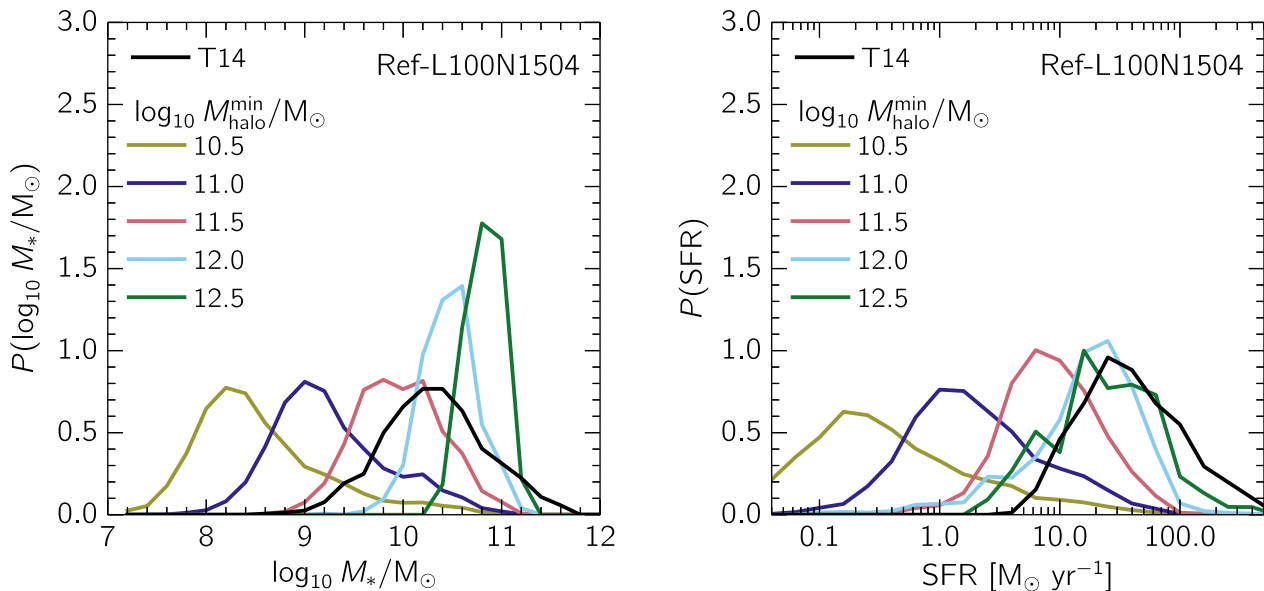 3.0
2.5
2.0
1.5
1.0
0.5
0.0
P(log₁₀ M*/M⊙)
T14
Ref-L100N1504
log₁₀ M_halo^min/M⊙
10.5
11.0
11.5
12.0
12.5
7 8 9 10 11 12
log₁₀ M*/M⊙
3.0
2.5
2.0
1.5
1.0
0.5
0.0
P(SFR)
T14
Ref-L100N1504
log₁₀ M_halo^min/M⊙
10.5
11.0
11.5
12.0
12.5
0.1 1.0 10.0 100.0
SFR [M⊙ yr⁻¹]